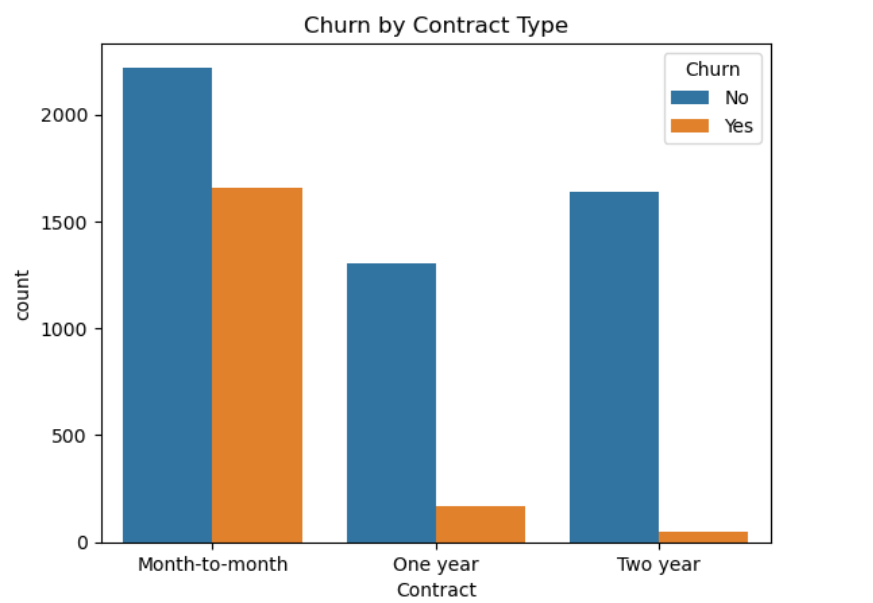 Churn by Contract Type
Churn
No
Yes
2000
1500
1000
500
0
count
Month-to-month
One year
Two year
Contract